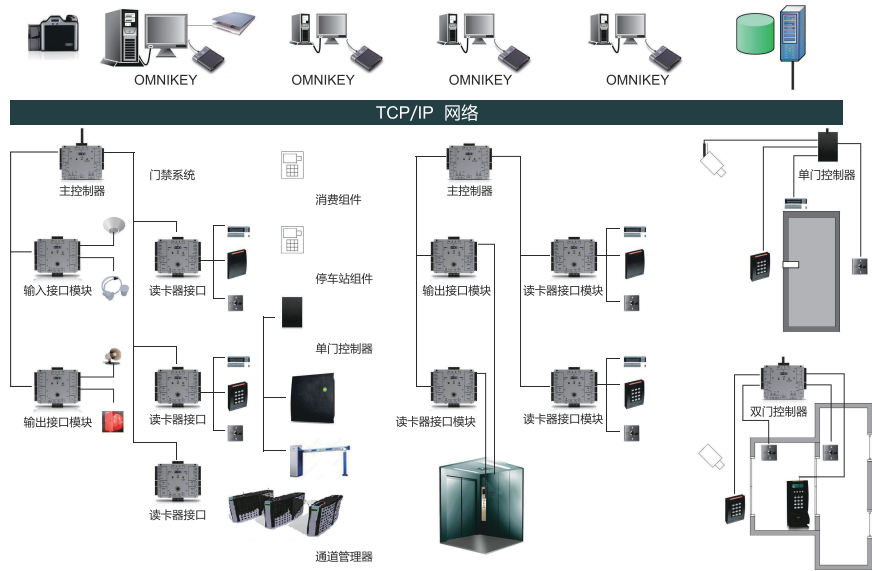 OMNIKEY
OMNIKEY
OMNIKEY
OMNIKEY
TCP/IP 网络
主控制器
门禁系统
消费组件
输入接口模块
读卡器接口
停车站组件
单门控制器
输出接口模块
读卡器接口
读卡器接口
通道管理器
主控制器
输出接口模块
读卡器接口模块
读卡器接口模块
读卡器接口模块
单门控制器
双门控制器